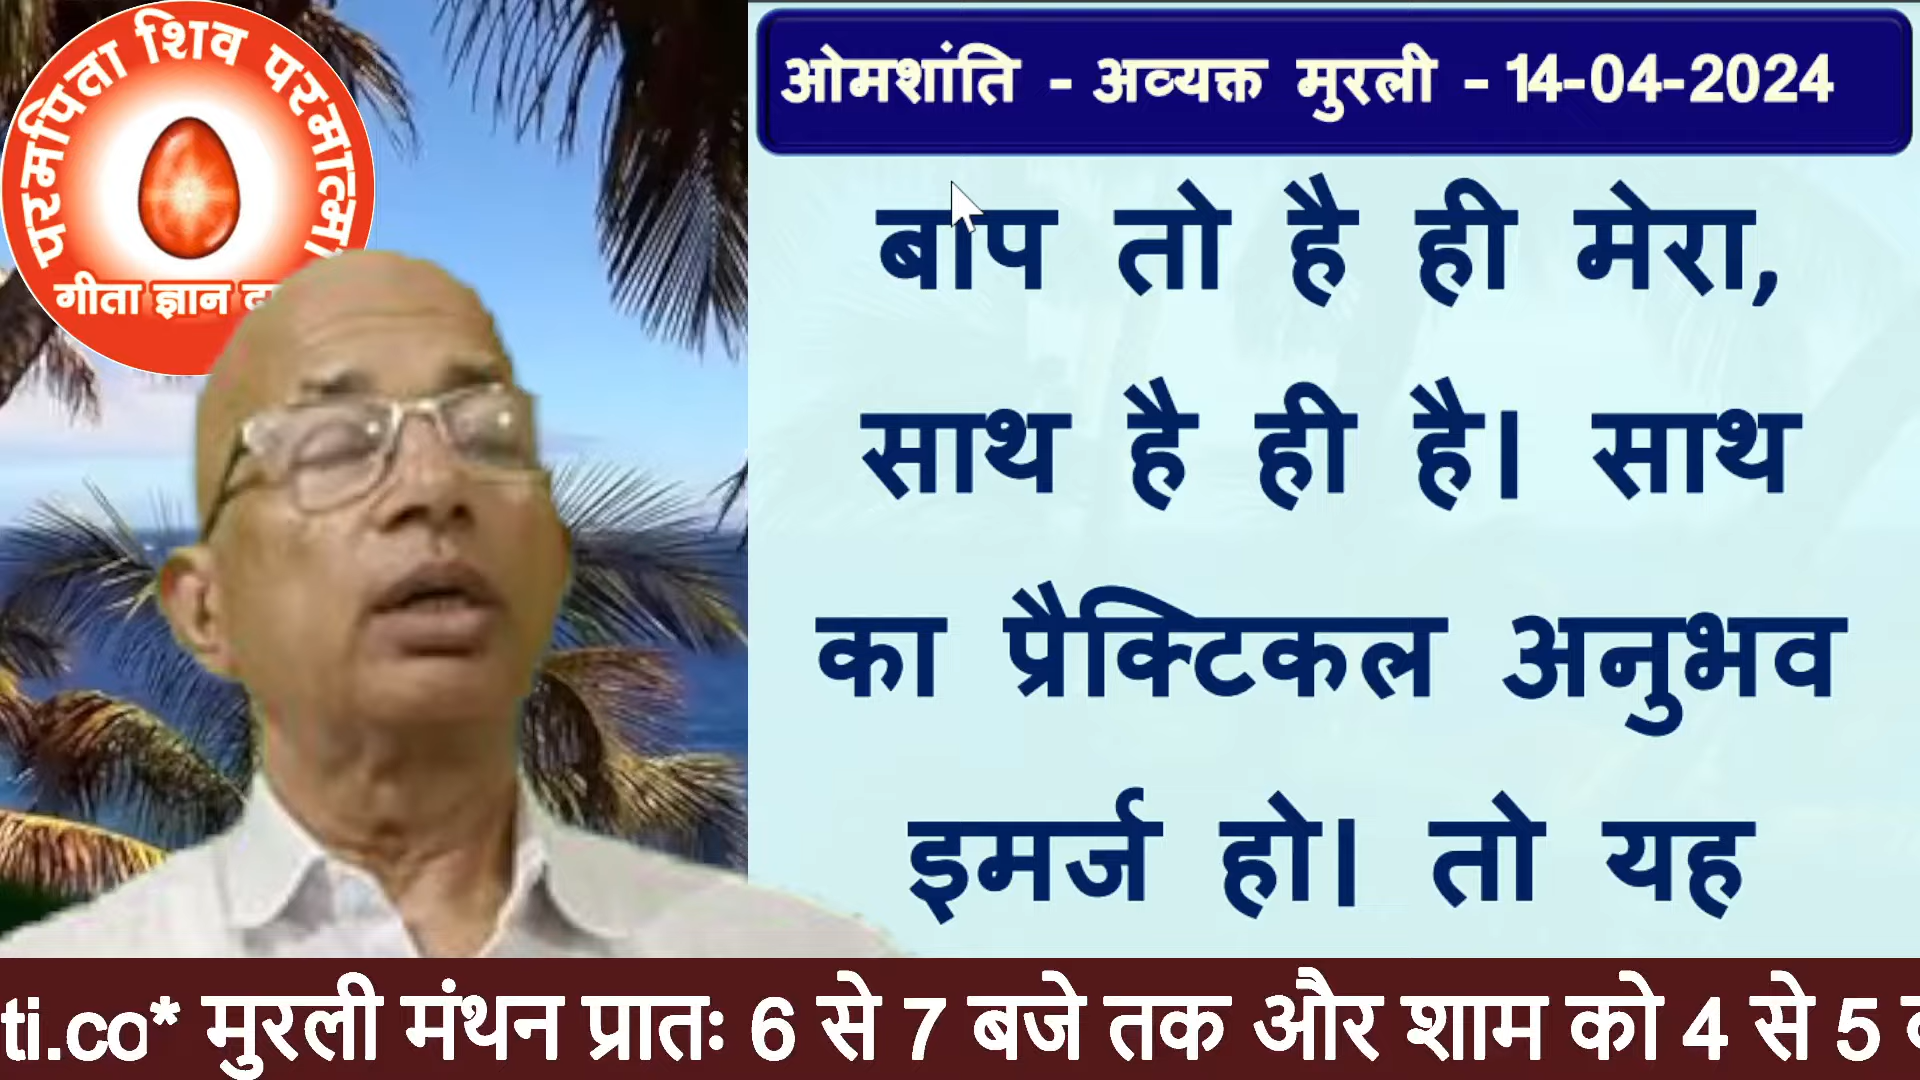 परमपिता शिव परमात्मा
गीता ज्ञान
ओमशांति - अव्यक्त मुरली - 14-04-2024
बाप तो है ही मेरा,
साथ है ही है। साथ
का प्रैक्टिकल अनुभव
इमर्ज हो। तो यह
ti.co* मुरली मंथन प्रातः 6 से 7 बजे तक और शाम को 4 से 5